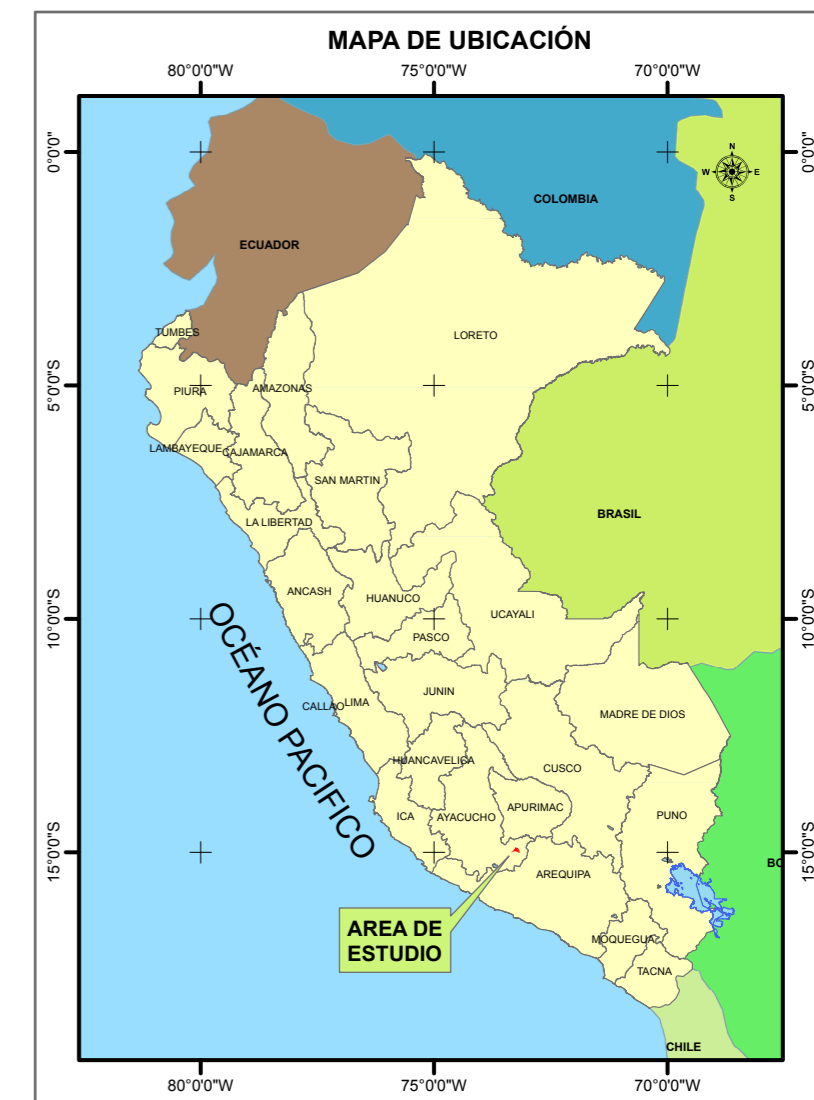 MAPA DE UBICACIÓN
80°0'0"W
75°0'0"W
70°0'0"W
0°0'0"
0°0'0"
N
W
E
S
COLOMBIA
ECUADOR
TUMBES
LORETO
5°0'0"S
5°0'0"S
PIURA
AMAZONAS
LAMBAYEQUE
CAJAMARCA
SAN MARTIN
BRASIL
LA LIBERTAD
ANCASH
HUANUCO
UCAYALI
10°0'0"S
10°0'0"S
PASCO
OCÉANO PACIFICO
JUNIN
CALLAO
LIMA
MADRE DE DIOS
HUANCAVELICA
CUSCO
ICA
AYACUCHO
APURIMAC
PUNO
15°0'0"S
15°0'0"S
BO
AREQUIPA
AREA DE
ESTUDIO
MOQUEGUA
TACNA
CHILE
80°0'0"W
75°0'0"W
70°0'0"W